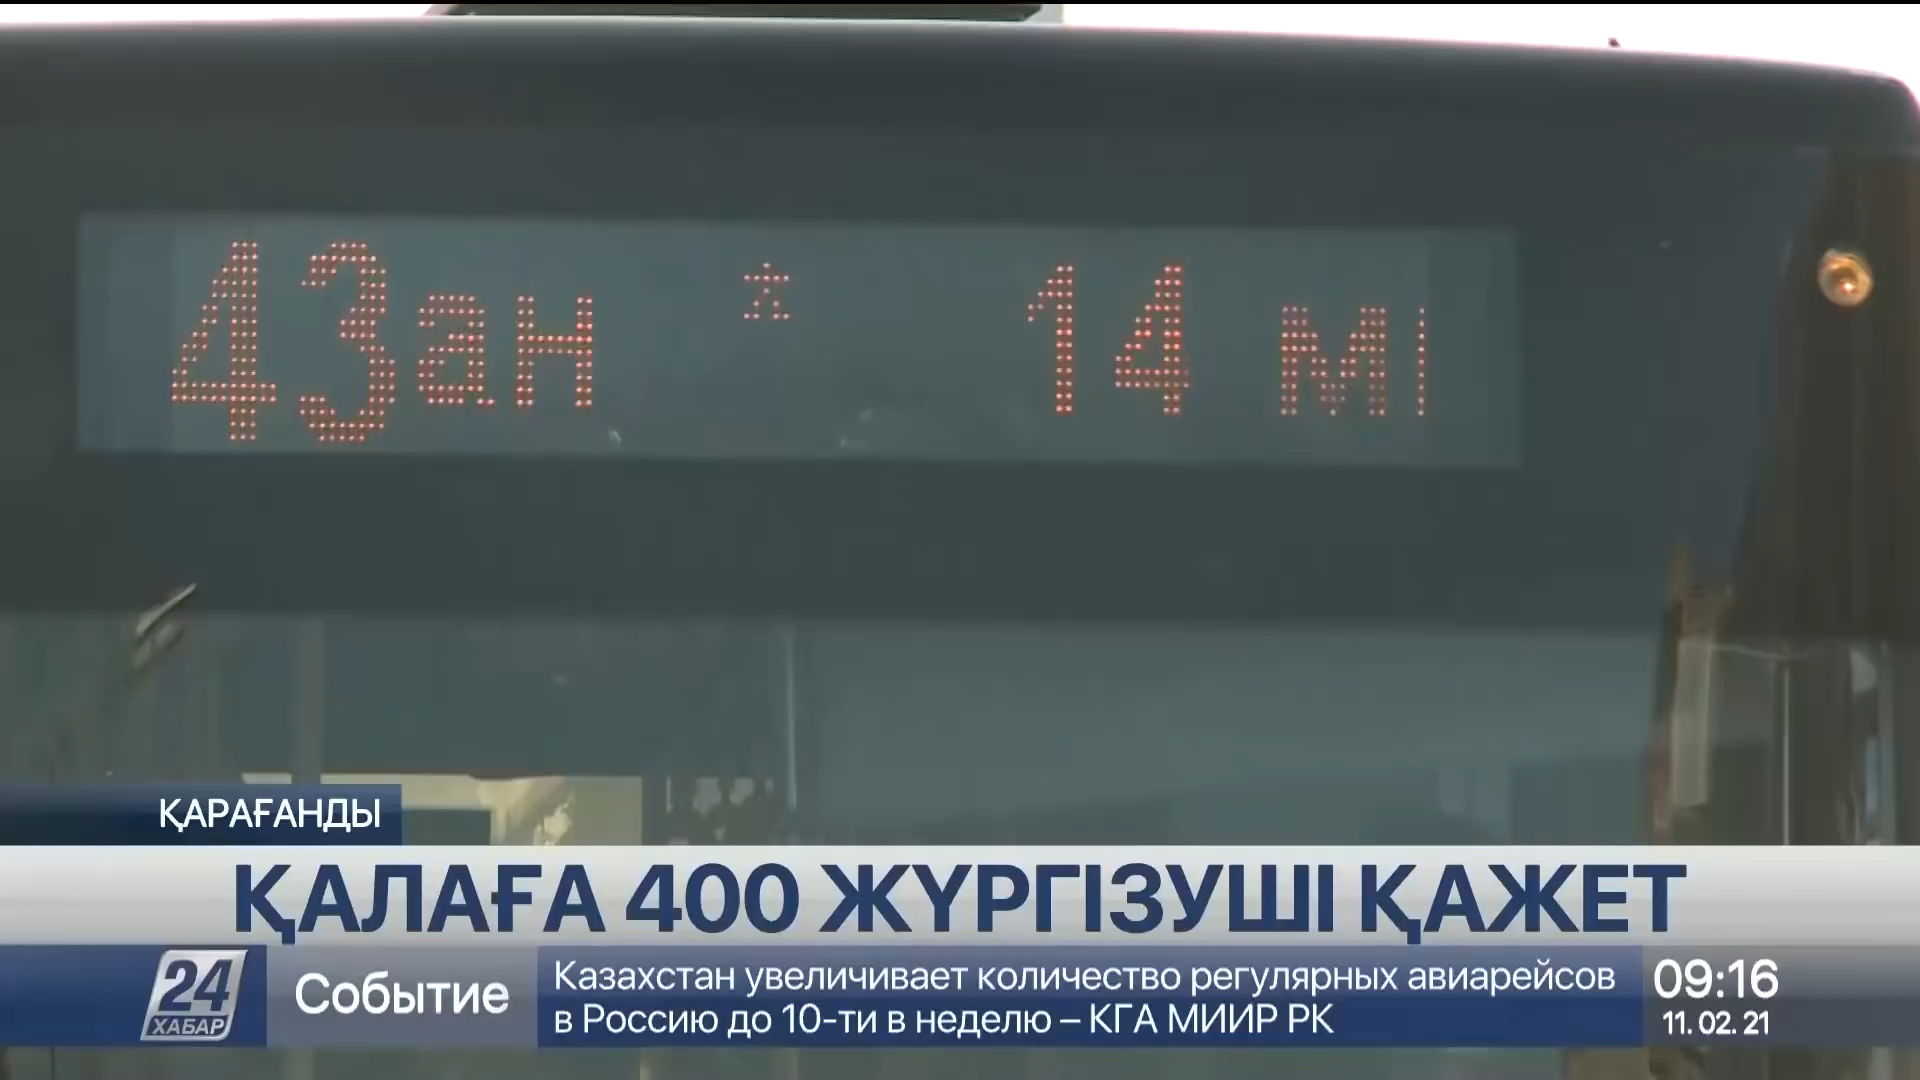 43ан * 14 м
ҚАРАҒАНДЫ
ҚАЛАҒА 400 ЖҮРГІЗУШІ ҚАЖЕТ
24
ХАБАР
Событие
Казахстан увеличивает количество регулярных авиарейсов
в Россию до 10-ти в неделю – КГА МИИР РК
09:16
11. 02. 21